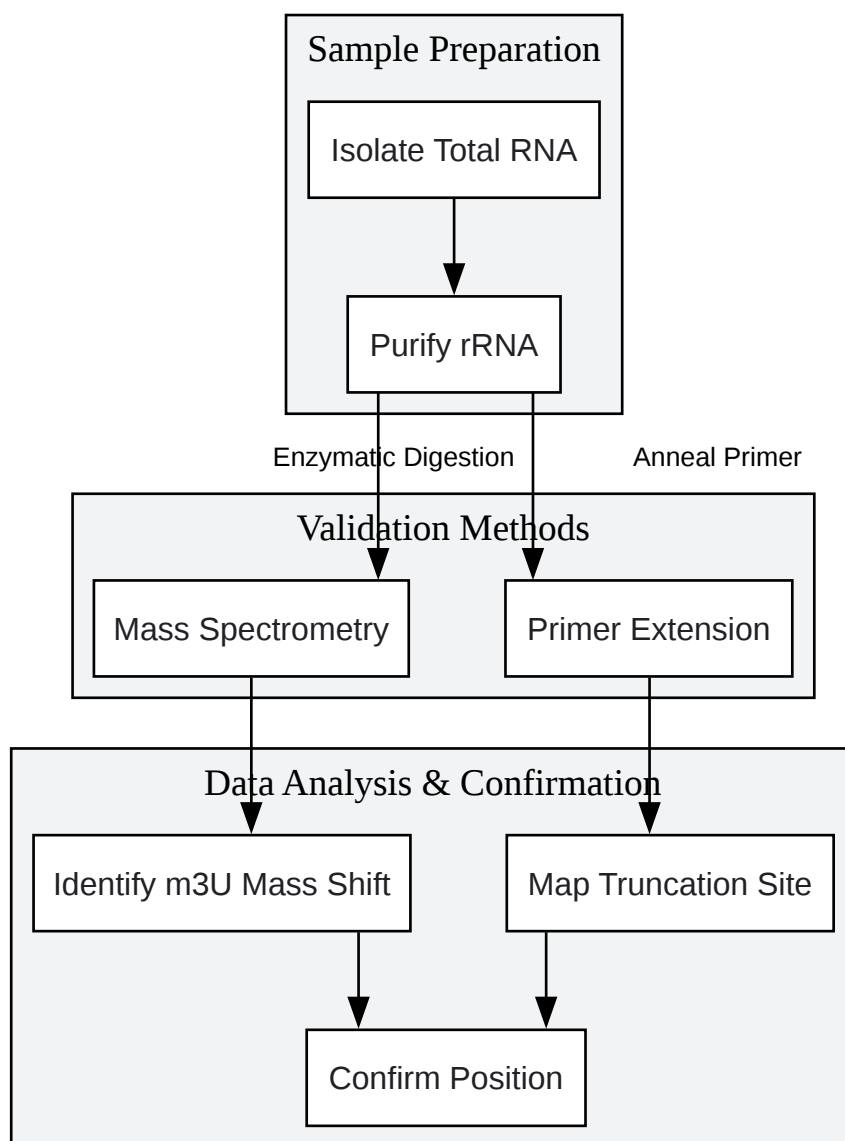 Sample Preparation
Isolate Total RNA
Purify rRNA
Enzymatic Digestion
Anneal Primer
Validation Methods
Mass Spectrometry
Primer Extension
Data Analysis & Confirmation
Identify m3U Mass Shift
Map Truncation Site
Confirm Position